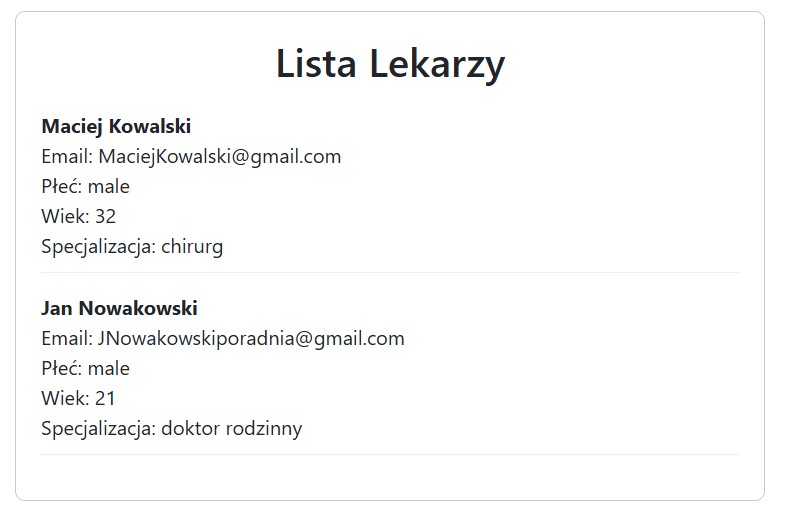 Lista Lekarzy
Maciej Kowalski
Email: MaciejKowalski@gmail.com
Płeć: male
Wiek: 32
Specjalizacja: chirurg
Jan Nowakowski
Email: JNowakowskiporadnia@gmail.com
Płeć: male
Wiek: 21
Specjalizacja: doktor rodzinny